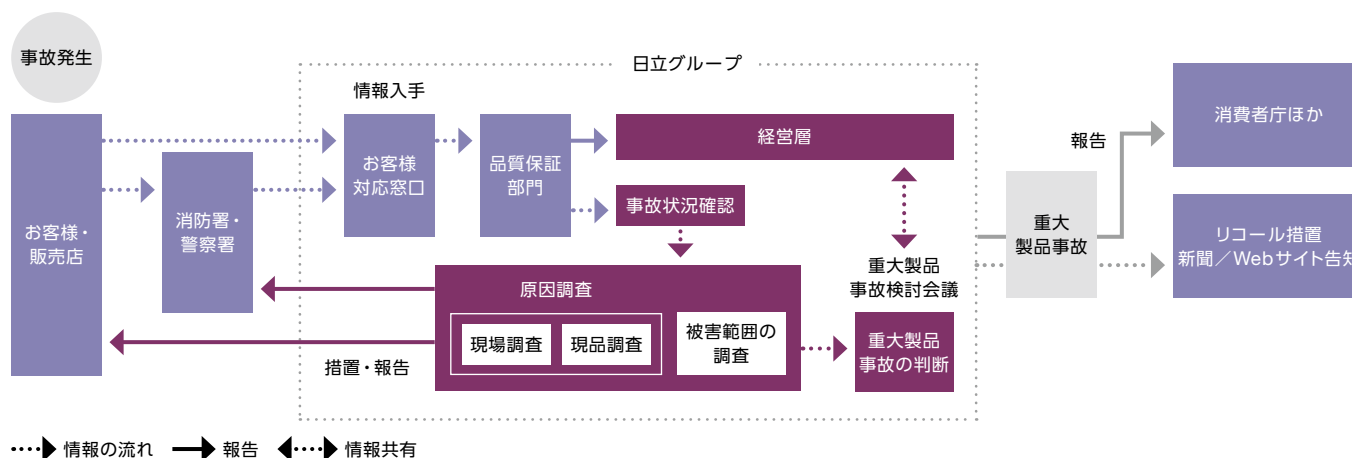 事故発生
日立グループ
情報入手
お客様・
販売店
消防署・
警察署
お客様
対応窓口
品質保証
部門
経営層
事故状況確認
原因調査
現場調査
現品調査
被害範囲の
調査
措置・報告
重大製品
事故検討会議
重大製品
事故の判断
重大
製品事故
報告
消費者庁ほか
リコール措置
新聞／Webサイト告知
情報の流れ
報告
情報共有